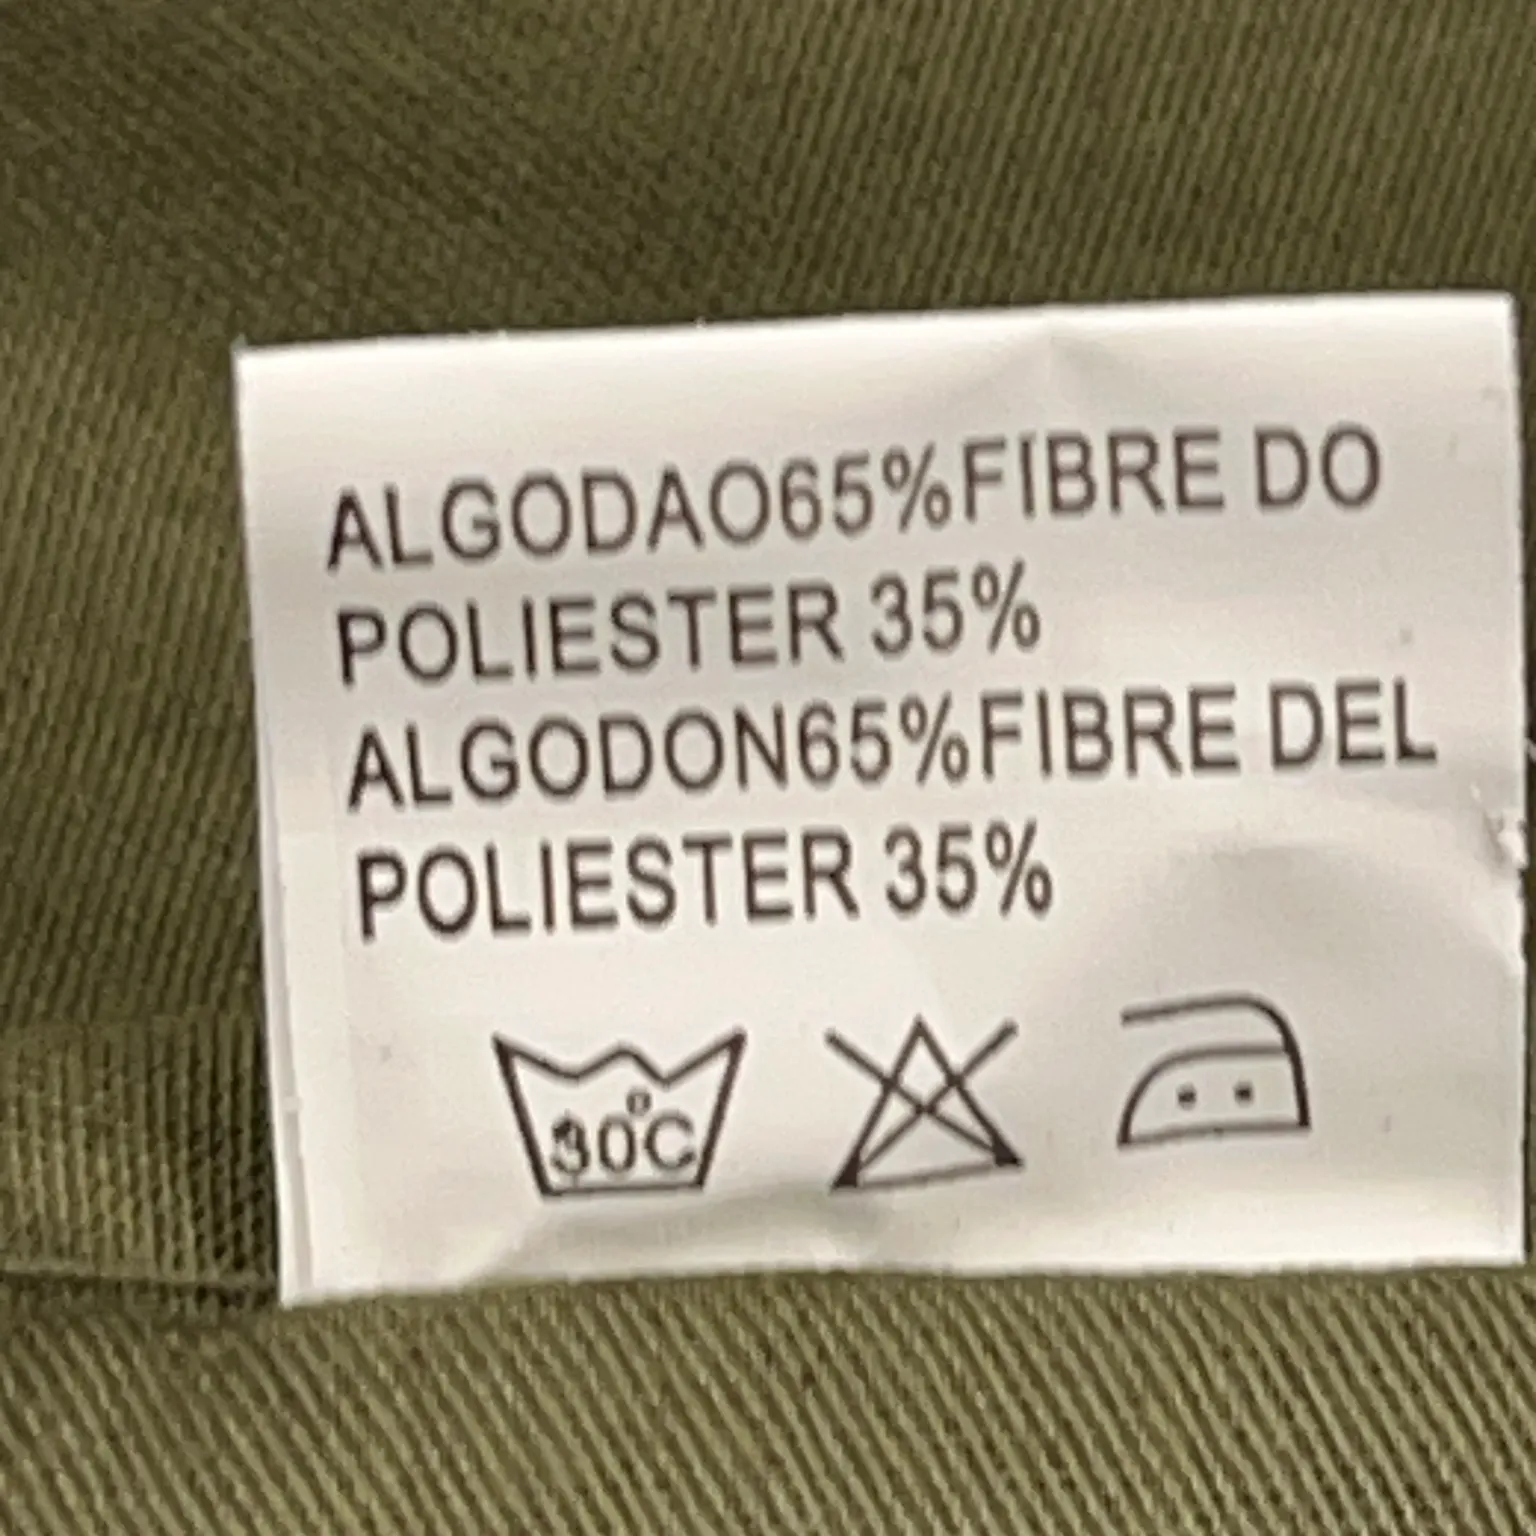 ALGODAO65%FIBRE DO
POLIESTER 35%
ALGODON65%FIBRE DEL
POLIESTER 35%
30°C